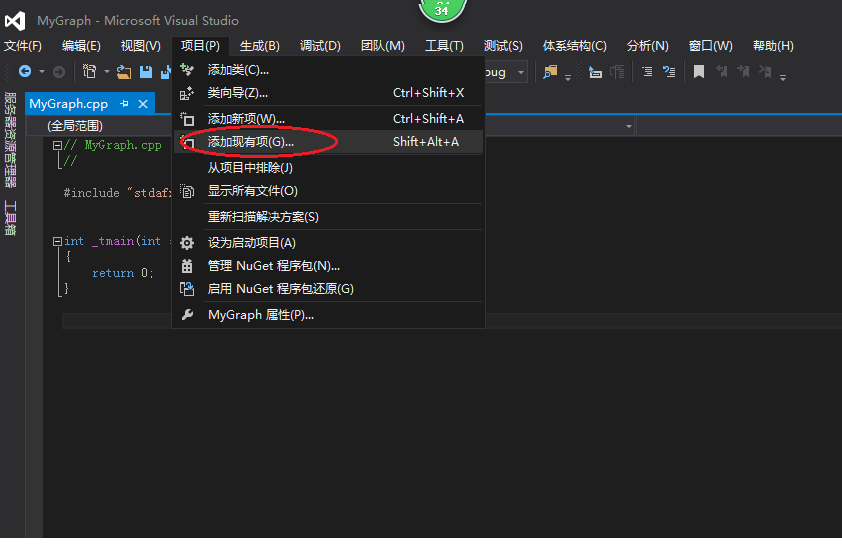 34
MyGraph - Microsoft Visual Studio
文件(F) 编辑(E) 视图(V) 项目(P) 生成(B) 调试(D) 团队(M) 工具(T) 测试(S) 体系结构(C) 分析(N) 窗口(W) 帮助(H)
添加类(C)...
类向导(Z)... Ctrl+Shift+X
添加新项(W)... Ctrl+Shift+A
添加现有项(G)... Shift+Alt+A
从项目中排除(J)
显示所有文件(O)
重新扫描解决方案(S)
设为启动项目(A)
管理 NuGet 程序包(N)...
启用 NuGet 程序包还原(G)
MyGraph 属性(P)...
服务器资源管理器
工具箱
MyGraph.cpp
(全局范围)
// MyGraph.cpp
//
#include "stdaf
int _tmain(int
{
return 0;
}